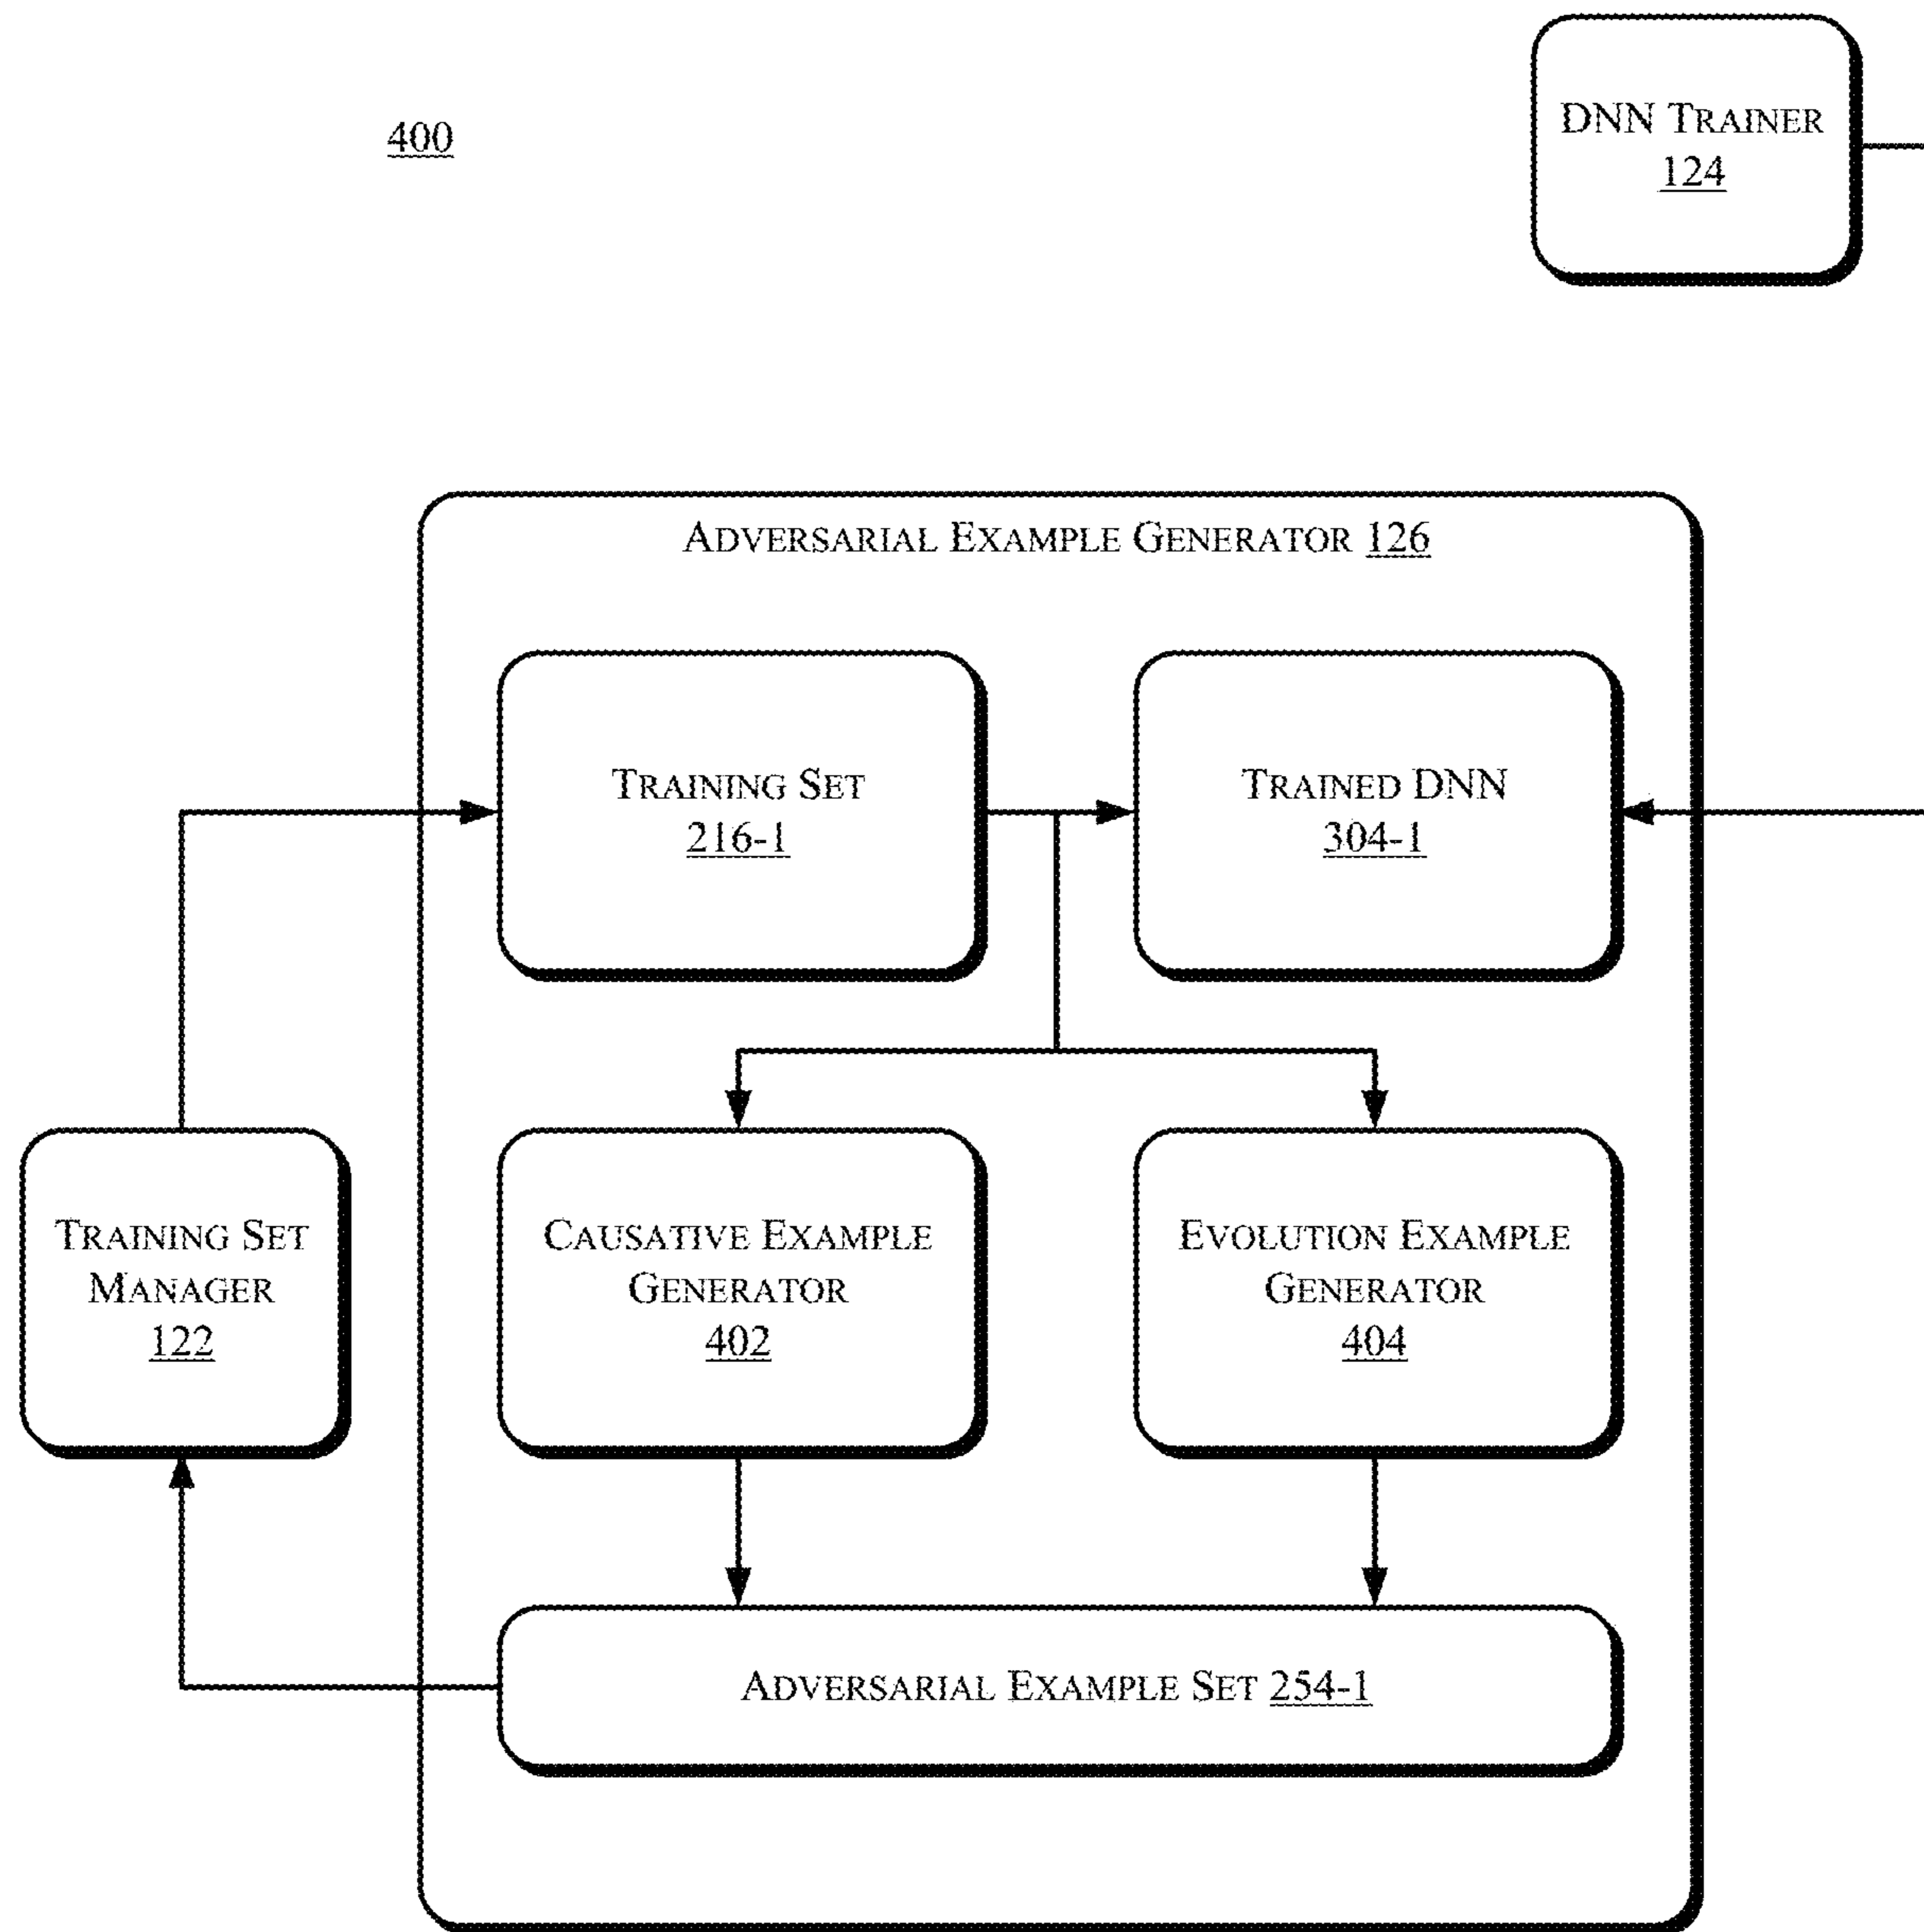 400
DNN TRAINER
124
ADVERSARIAL EXAMPLE GENERATOR 126
TRAINING SET
216-1
TRAINED DNN
304-1
TRAINING SET
MANAGER
122
CAUSATIVE EXAMPLE
GENERATOR
402
EVOLUTION EXAMPLE
GENERATOR
404
ADVERSARIAL EXAMPLE SET 254-1